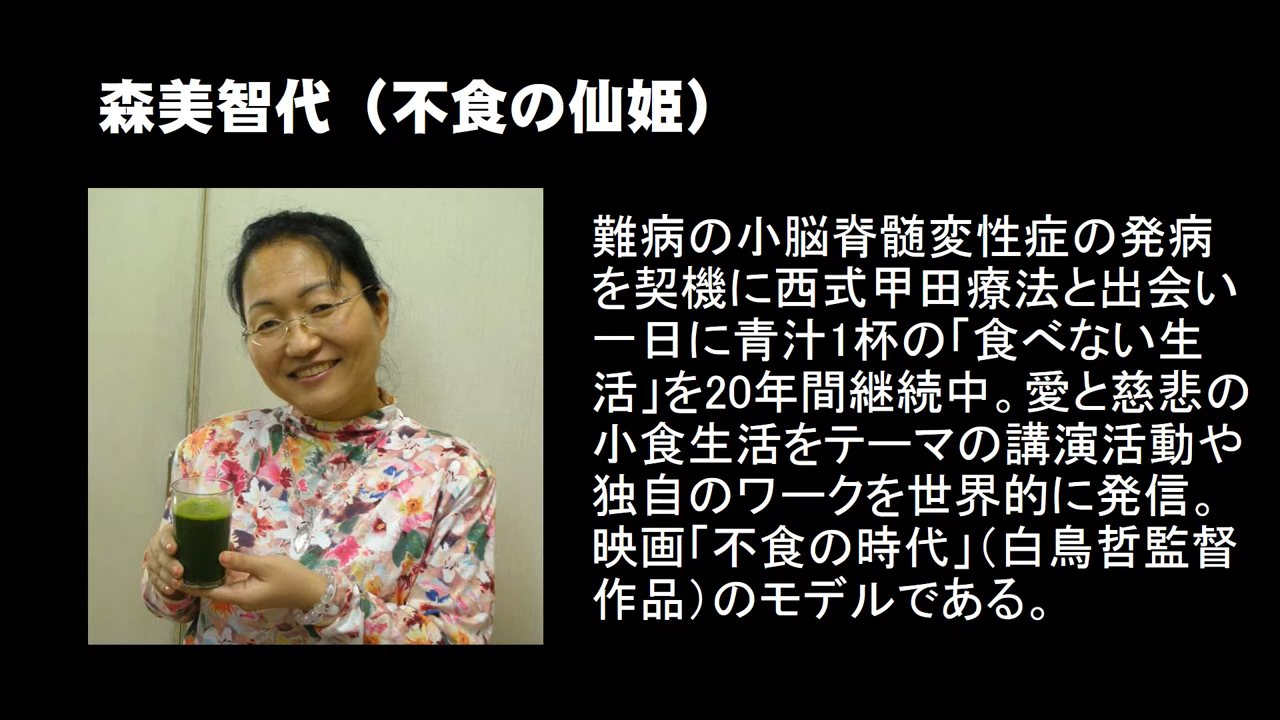 森美智代（不食の仙姫）
難病の小脳脊髄変性症の発病
を契機に西式甲田療法と出会い
一日に青汁1杯の「食べない生
活」を20年間継続中。愛と慈悲の
小食生活をテーマの講演活動や
独自のワークを世界的に発信。
映画「不食の時代」（白鳥哲監督
作品）のモデルである。